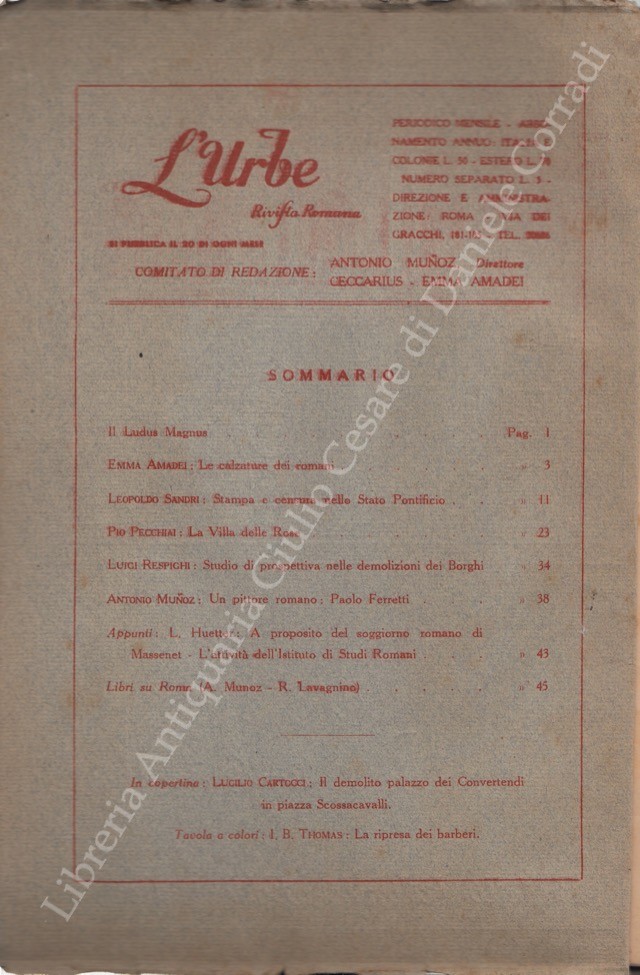 L'Urbe
Rivista Romana
SI PUBBLICA IL 20 DI OGNI MESE
PERIODICO MENSILE - ABBO-
NAMENTO ANNUO: ITALIA E
COLONIE L. 50 - ESTERO L.
NUMERO SEPARATO L. 5 -
DIREZIONE E AMMINISTRA-
ZIONE: ROMA - VIA DEI
GRACCHI, - TEL.
COMITATO DI REDAZIONE: ANTONIO MUÑOZ, Direttore
CECCARIUS - EMMA AMADEI
SOMMARIO
Il Ludus Magnus . . . . . Pag. 1
EMMA AMADEI: Le calzature dei romani . . . . » 3
LEOPOLDO SANDRI: Stampa e censura nello Stato Pontificio . . » 11
PIO PECCHIAI: La Villa delle Rose . . . . » 23
LUIGI RESPIGHI: Studio di prospettiva nelle demolizioni dei Borghi » 34
ANTONIO MUÑOZ: Un pittore romano: Paolo Ferretti . . . » 38
Appunti: L. Huetter: A proposito del soggiorno romano di
Massenet - L'attività dell'Istituto di Studi Romani . . . » 43
Libri su Roma (A. Munoz - R. Lavagnino) . . . . » 45
In copertina: LUCILIO CARTOCCI: Il demolito palazzo dei Convertendi
in piazza Scossacavalli.
Tavola a colori: J. B. THOMAS: La ripresa dei barberi.
Libreria Antiquaria Giulio Cesare di Daniele Corradi